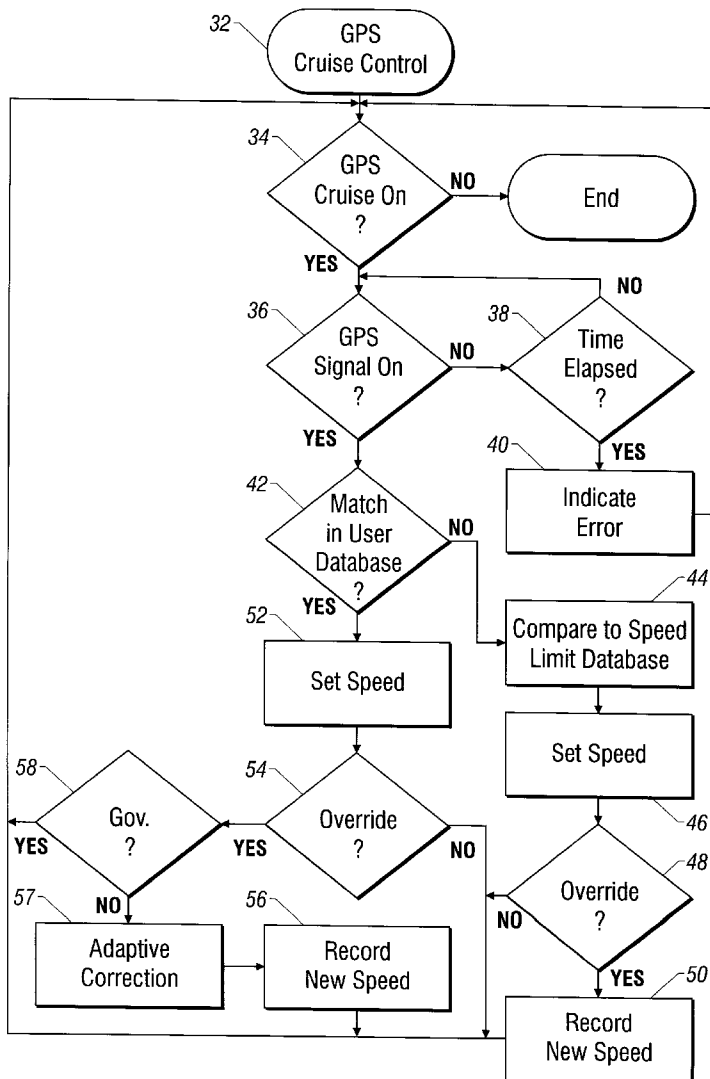 32
GPS
Cruise Control
34
GPS
Cruise On
?
NO
End
YES
36
GPS
Signal On
?
NO
38
NO
Time
Elapsed
?
YES
YES
40
Indicate
Error
42
Match
in User
Database
?
NO
YES
44
Compare to Speed
Limit Database
52
Set Speed
Set Speed
46
58
Gov.
?
YES
NO
54
Override
?
YES
NO
48
Override
?
NO
YES
57
Adaptive
Correction
56
Record
New Speed
50
Record
New Speed